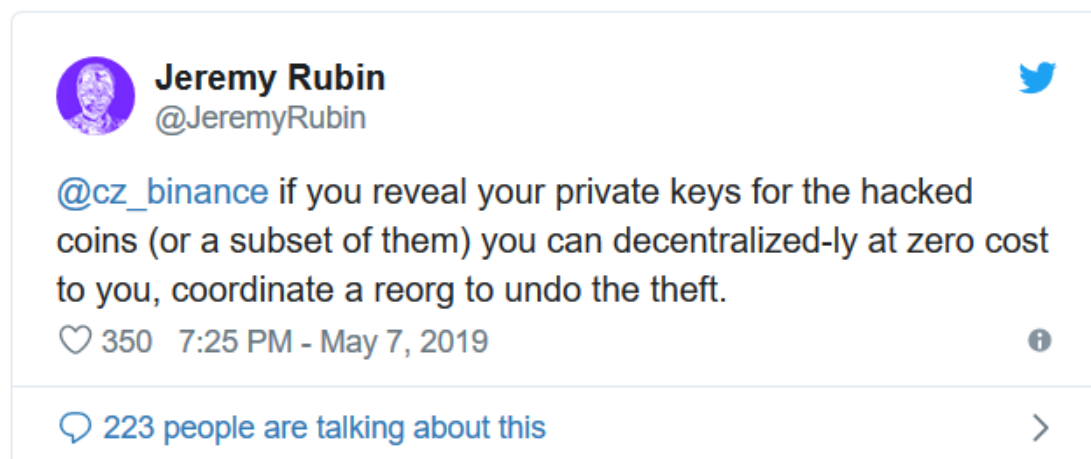 Jeremy Rubin
@JeremyRubin
@cz_binance if you reveal your private keys for the hacked
coins (or a subset of them) you can decentralized-ly at zero cost
to you, coordinate a reorg to undo the theft.
350 7:25 PM - May 7, 2019
223 people are talking about this